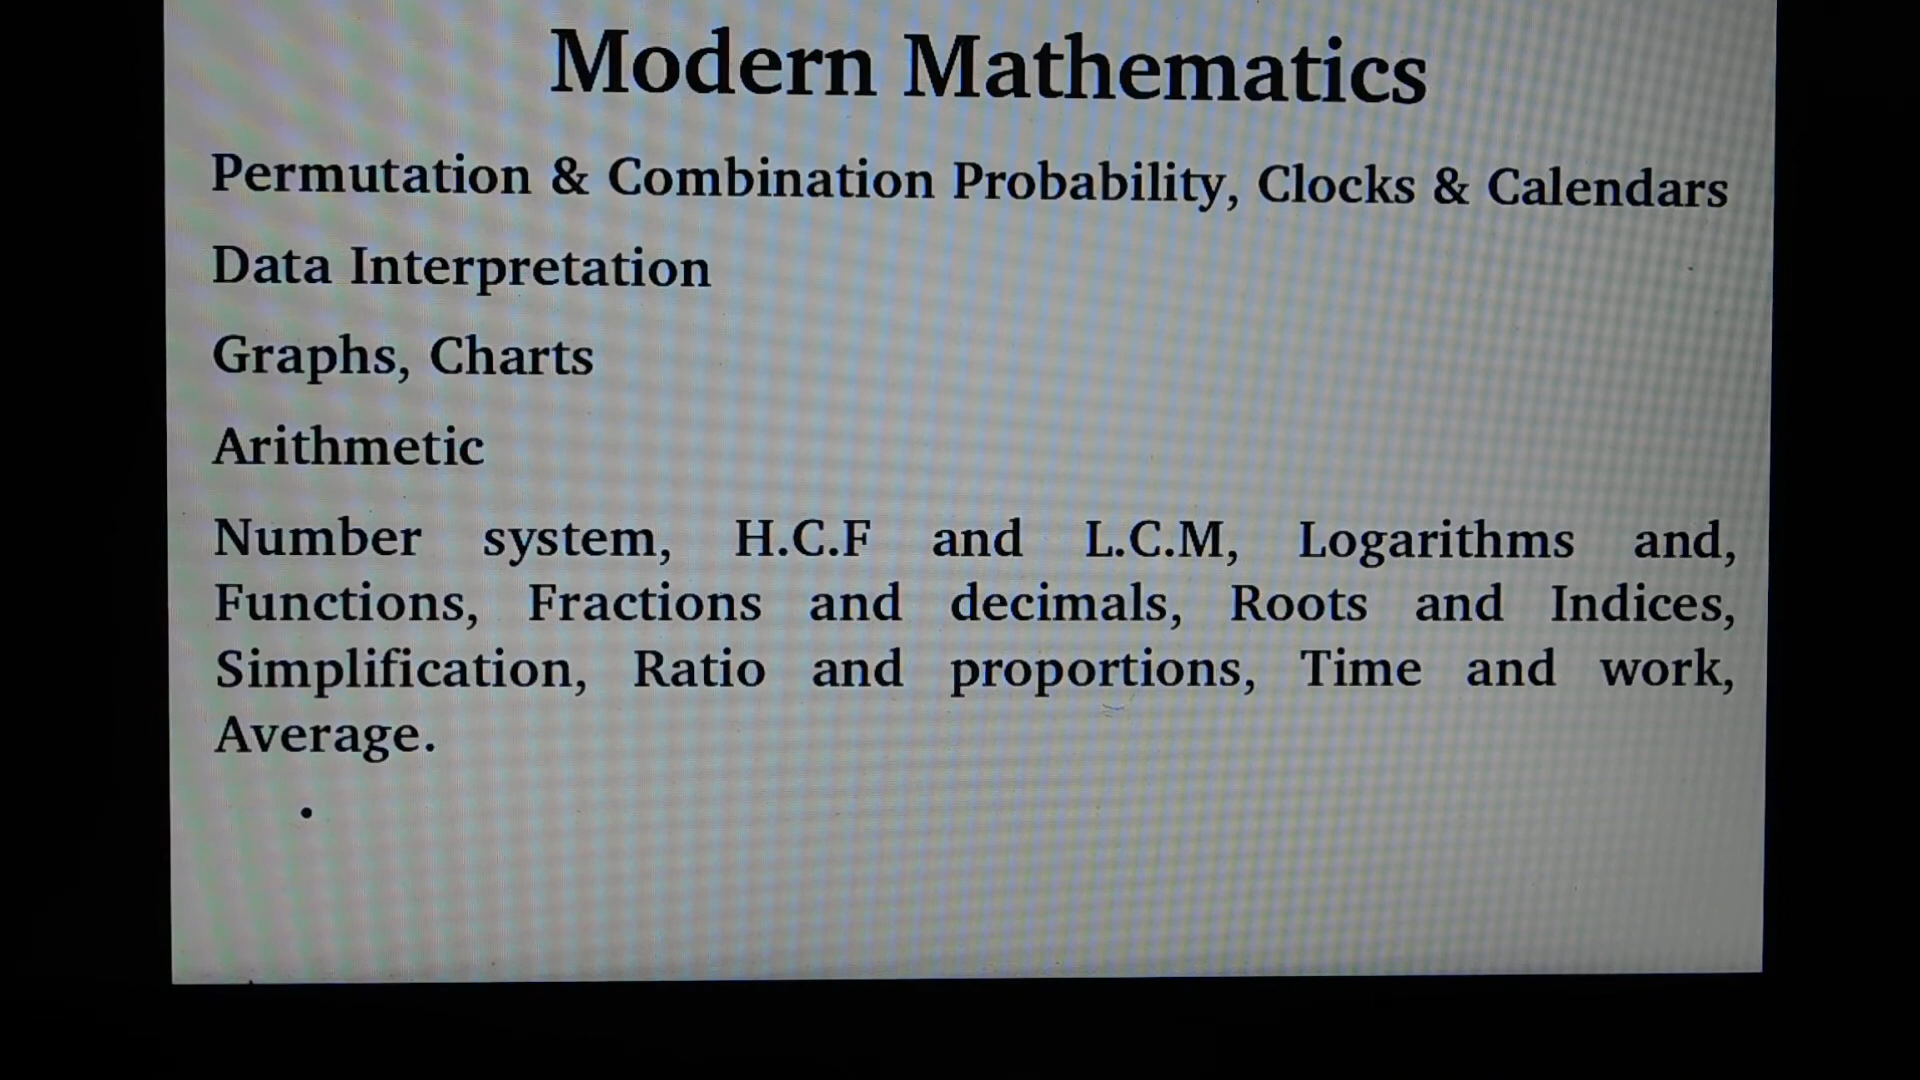 Modern Mathematics
Permutation & Combination Probability, Clocks & Calendars
Data Interpretation
Graphs, Charts
Arithmetic
Number system, H.C.F and L.C.M, Logarithms and,
Functions, Fractions and decimals, Roots and Indices,
Simplification, Ratio and proportions, Time and work,
Average.